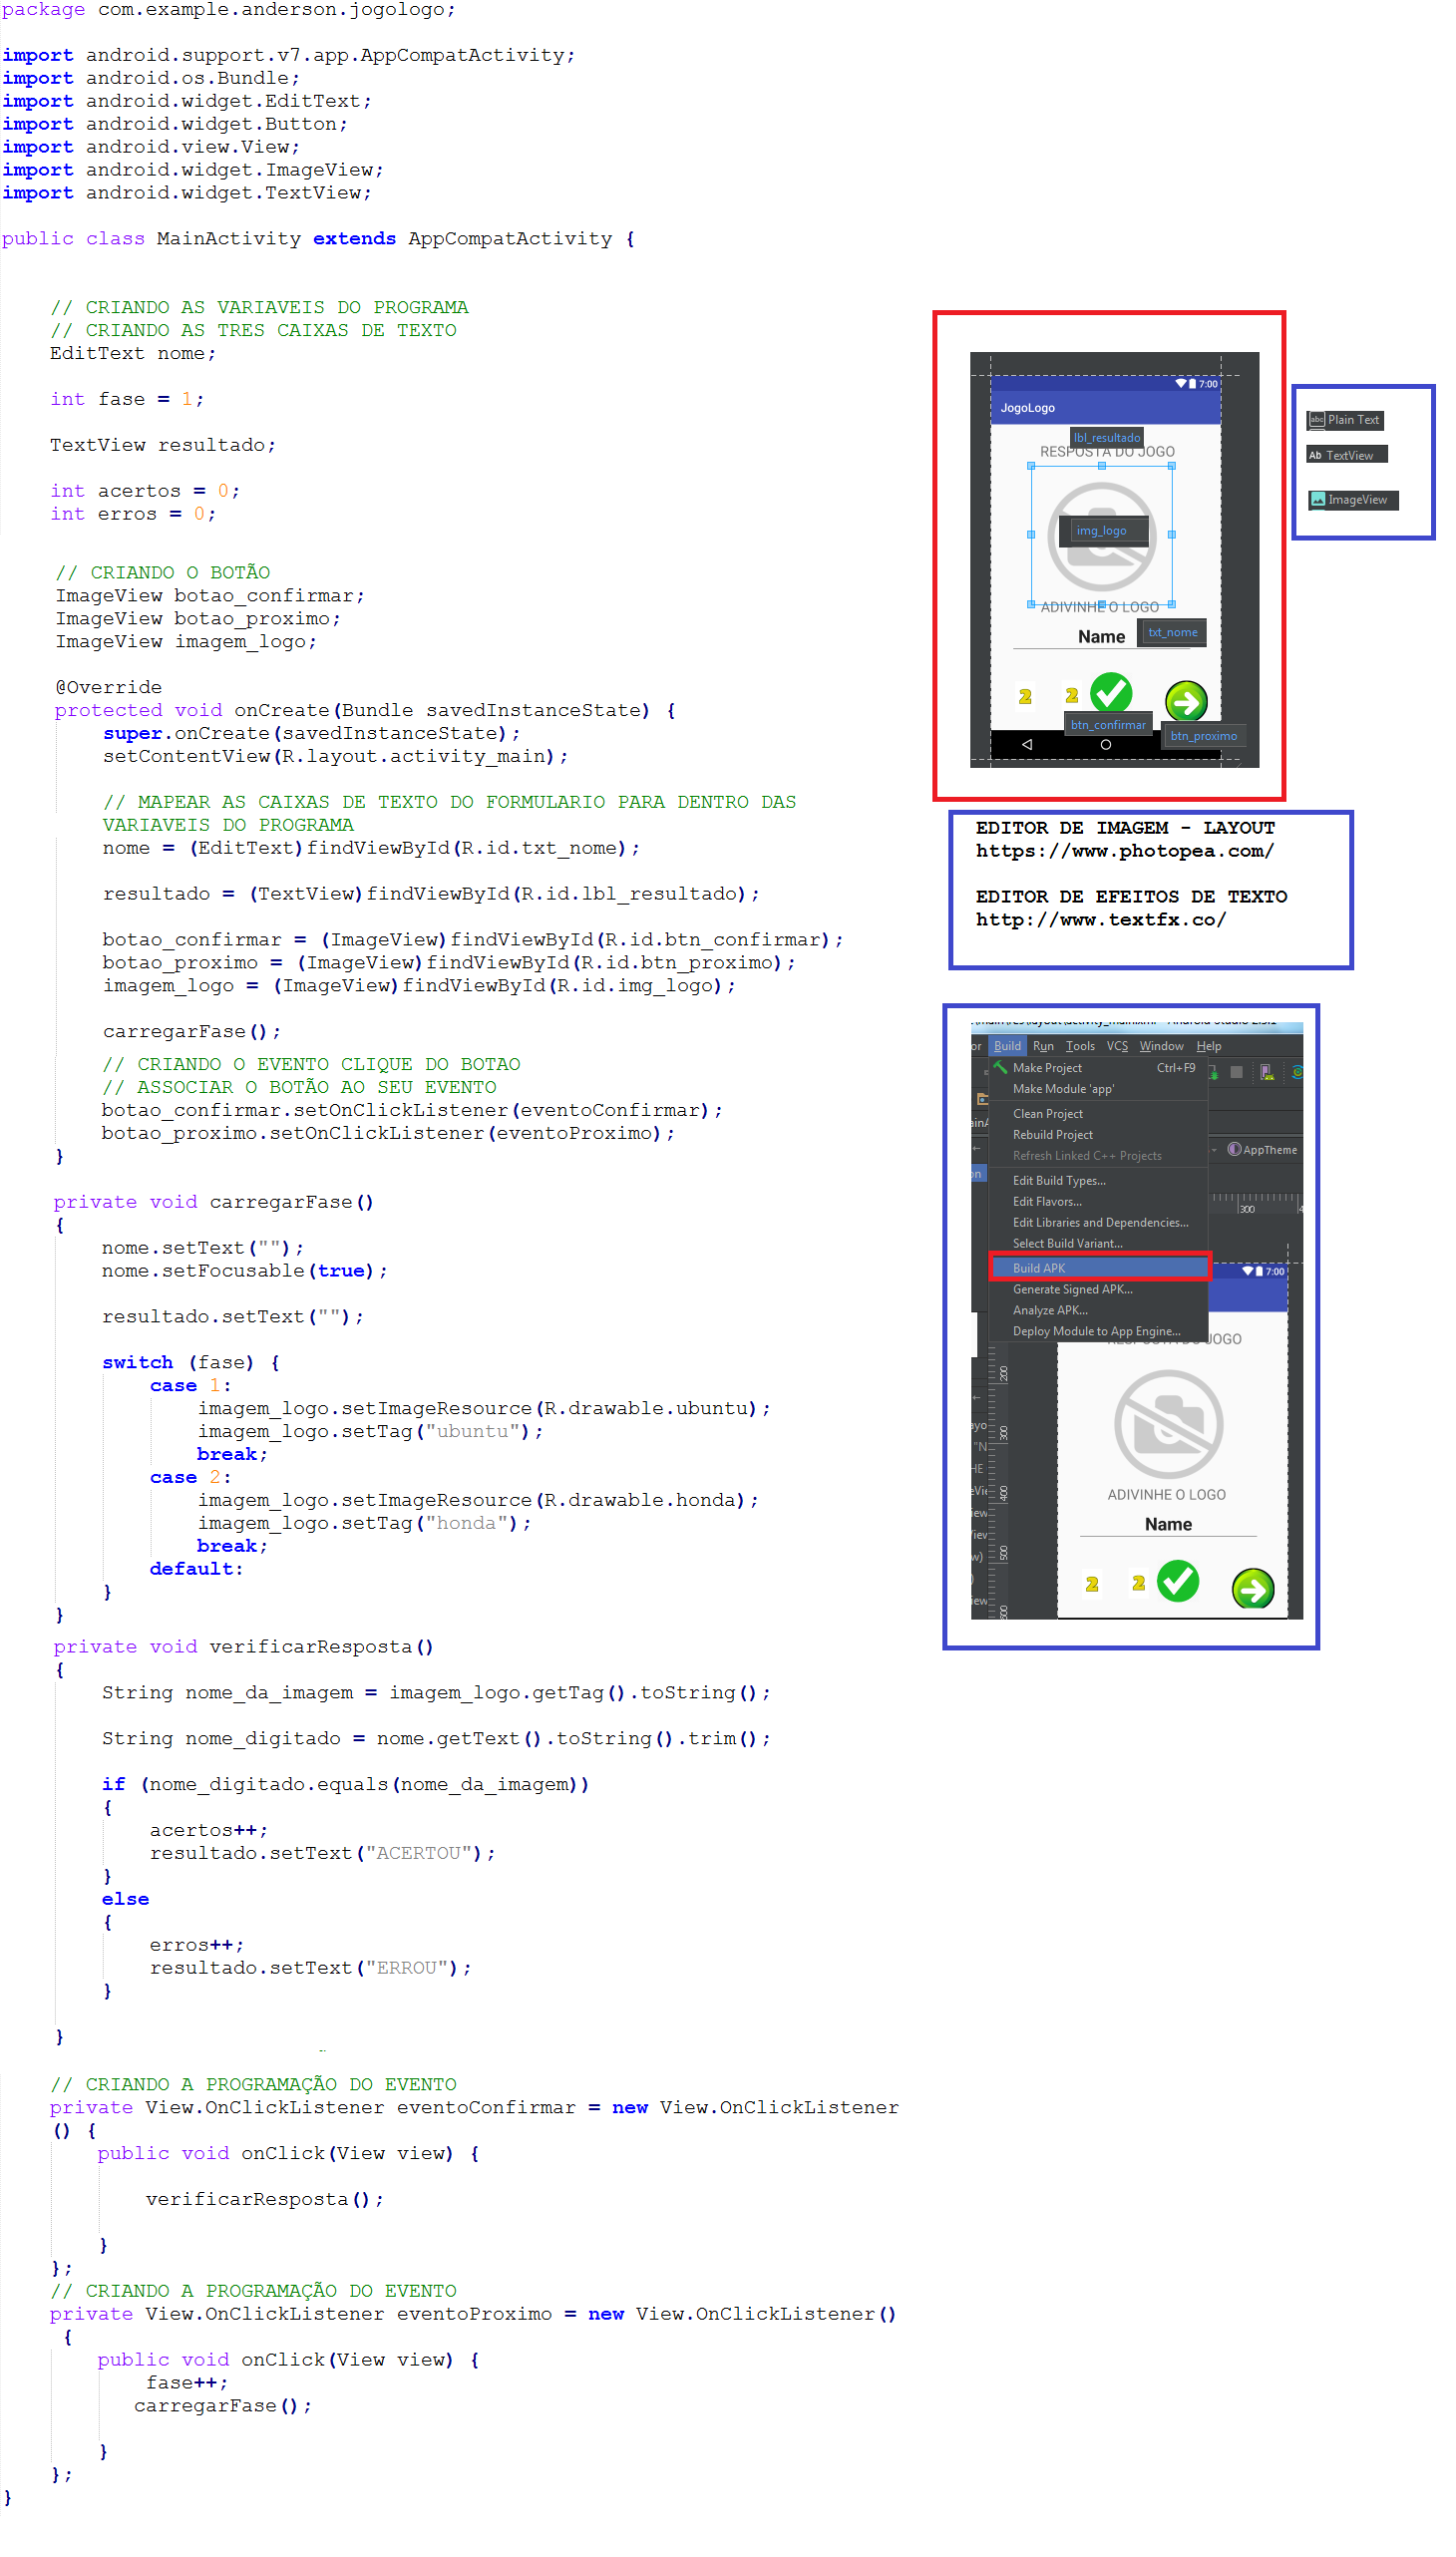 package com.example.anderson.jogologo;
import android.support.v7.app.AppCompatActivity;
import android.os.Bundle;
import android.widget.EditText;
import android.widget.Button;
import android.view.View;
import android.widget.ImageView;
import android.widget.TextView;
public class MainActivity extends AppCompatActivity {
// CRIANDO AS VARIAVEIS DO PROGRAMA
// CRIANDO AS TRES CAIXAS DE TEXTO
EditText nome;
int fase = 1;
TextView resultado;
int acertos = 0;
int erros = 0;
// CRIANDO O BOTÃO
ImageView botao_confirmar;
ImageView botao_proximo;
ImageView imagem_logo;
@Override
protected void onCreate(Bundle savedInstanceState) {
super.onCreate(savedInstanceState);
setContentView(R.layout.activity_main);
// MAPEAR AS CAIXAS DE TEXTO DO FORMULARIO PARA DENTRO DAS
VARIAVEIS DO PROGRAMA
nome = (EditText)findViewById(R.id.txt_nome);
resultado = (TextView)findViewById(R.id.lbl_resultado);
botao_confirmar = (ImageView)findViewById(R.id.btn_confirmar);
botao_proximo = (ImageView)findViewById(R.id.btn_proximo);
imagem_logo = (ImageView)findViewById(R.id.img_logo);
carregarFase();
// CRIANDO O EVENTO CLIQUE DO BOTAO
// ASSOCIAR O BOTÃO AO SEU EVENTO
botao_confirmar.setOnClickListener(eventoConfirmar);
botao_proximo.setOnClickListener(eventoProximo);
}
private void carregarFase()
{
nome.setText("");
nome.setFocusable(true);
resultado.setText("");
switch (fase) {
case 1:
imagem_logo.setImageResource(R.drawable.ubuntu);
imagem_logo.setTag("ubuntu");
break;
case 2:
imagem_logo.setImageResource(R.drawable.honda);
imagem_logo.setTag("honda");
break;
default:
}
}
private void verificarResposta()
{
String nome_da_imagem = imagem_logo.getTag().toString();
String nome_digitado = nome.getText().toString().trim();
if (nome_digitado.equals(nome_da_imagem))
{
acertos++;
resultado.setText("ACERTOU");
}
else
{
erros++;
resultado.setText("ERROU");
}
}
// CRIANDO A PROGRAMAÇÃO DO EVENTO
private View.OnClickListener eventoConfirmar = new View.OnClickListener
() {
public void onClick(View view) {
verificarResposta();
}
};
// CRIANDO A PROGRAMAÇÃO DO EVENTO
private View.OnClickListener eventoProximo = new View.OnClickListener()
{
public void onClick(View view) {
fase++;
carregarFase();
}
};
}
7:00
JogoLogo
lbl_resultado
RESPOSTA DO JOGO
img_logo
ADIVINHE O LOGO
Name
txt_nome
2 2
btn_confirmar
btn_proximo
abc Plain Text
Ab TextView
ImageView
EDITOR DE IMAGEM - LAYOUT
https://www.photopea.com/
EDITOR DE EFEITOS DE TEXTO
http://www.textfx.co/
Build Run Tools VCS Window Help
Make Project Ctrl+F9
Make Module 'app'
Clean Project
Rebuild Project
Refresh Linked C++ Projects
AppTheme
Edit Build Types...
Edit Flavors...
Edit Libraries and Dependencies...
300
Select Build Variant...
Build APK
7:00
Generate Signed APK...
Analyze APK...
Deploy Module to App Engine...
200
300
400
500
ADIVINHE O LOGO
Name
2 2